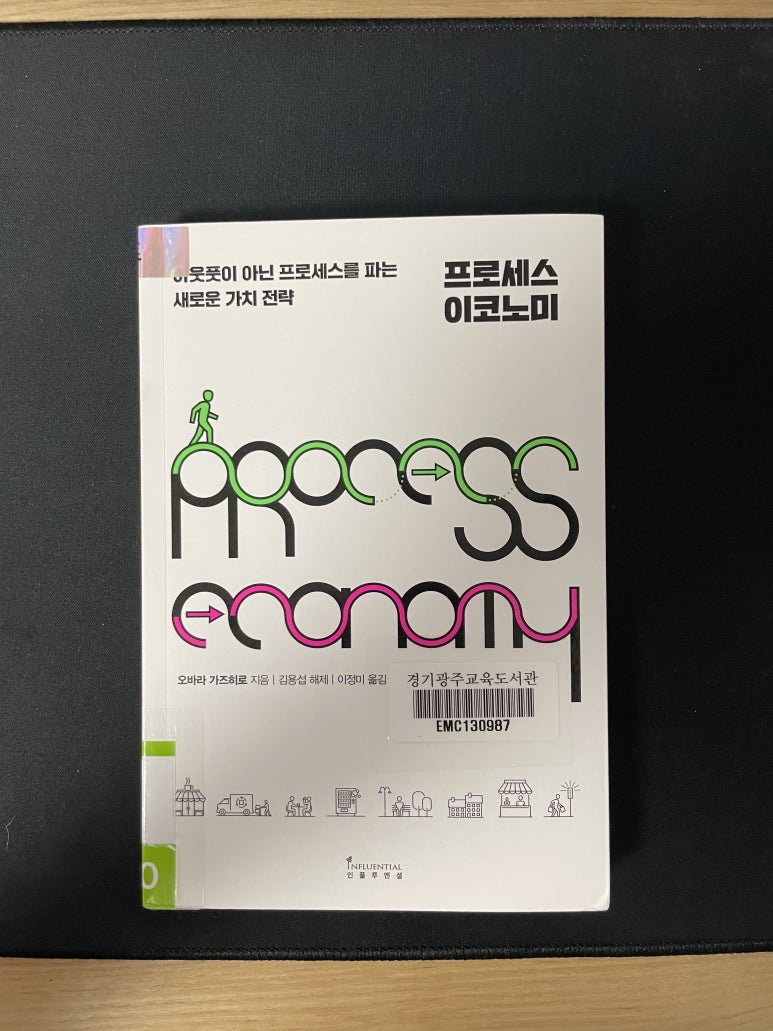 아웃풋이 아닌 프로세스를 파는
새로운 가치 전략
프로세스
이코노미
PROCESS
economy
오바라 가즈히로 지음 | 김용섭 해제 | 이정미 옮김
경기광주교육도서관
EMC130987
0
INFLUENTIAL
인플루엔셜